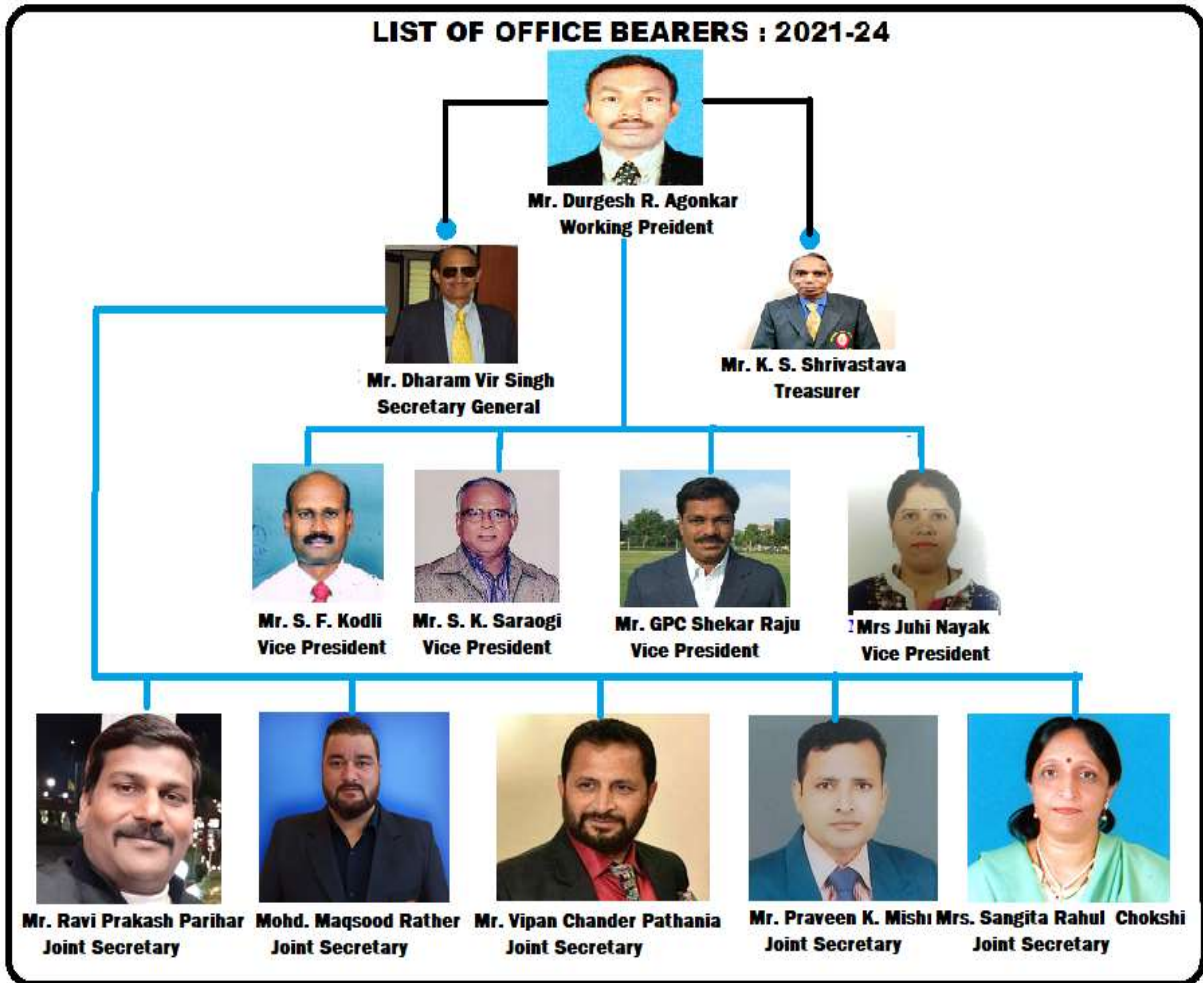 LIST OF OFFICE BEARERS : 2021-24
Mr. Durgesh R. Agonkar
Working Preident
Mr. Dharam Vir Singh
Secretary General
Mr. K. S. Shrivastava
Treasurer
Mr. S. F. Kodli
Vice President
Mr. S. K. Saraogi
Vice President
Mr. GPC Shekar Raju
Vice President
Mrs Juhi Nayak
Vice President
Mr. Ravi Prakash Parihar
Joint Secretary
Mohd. Maqsood Rather
Joint Secretary
Mr. Vipan Chander Pathania
Joint Secretary
Mr. Praveen K.
Joint Secretary
Mrs. Sangita Rahul Chokshi
Joint Secretary